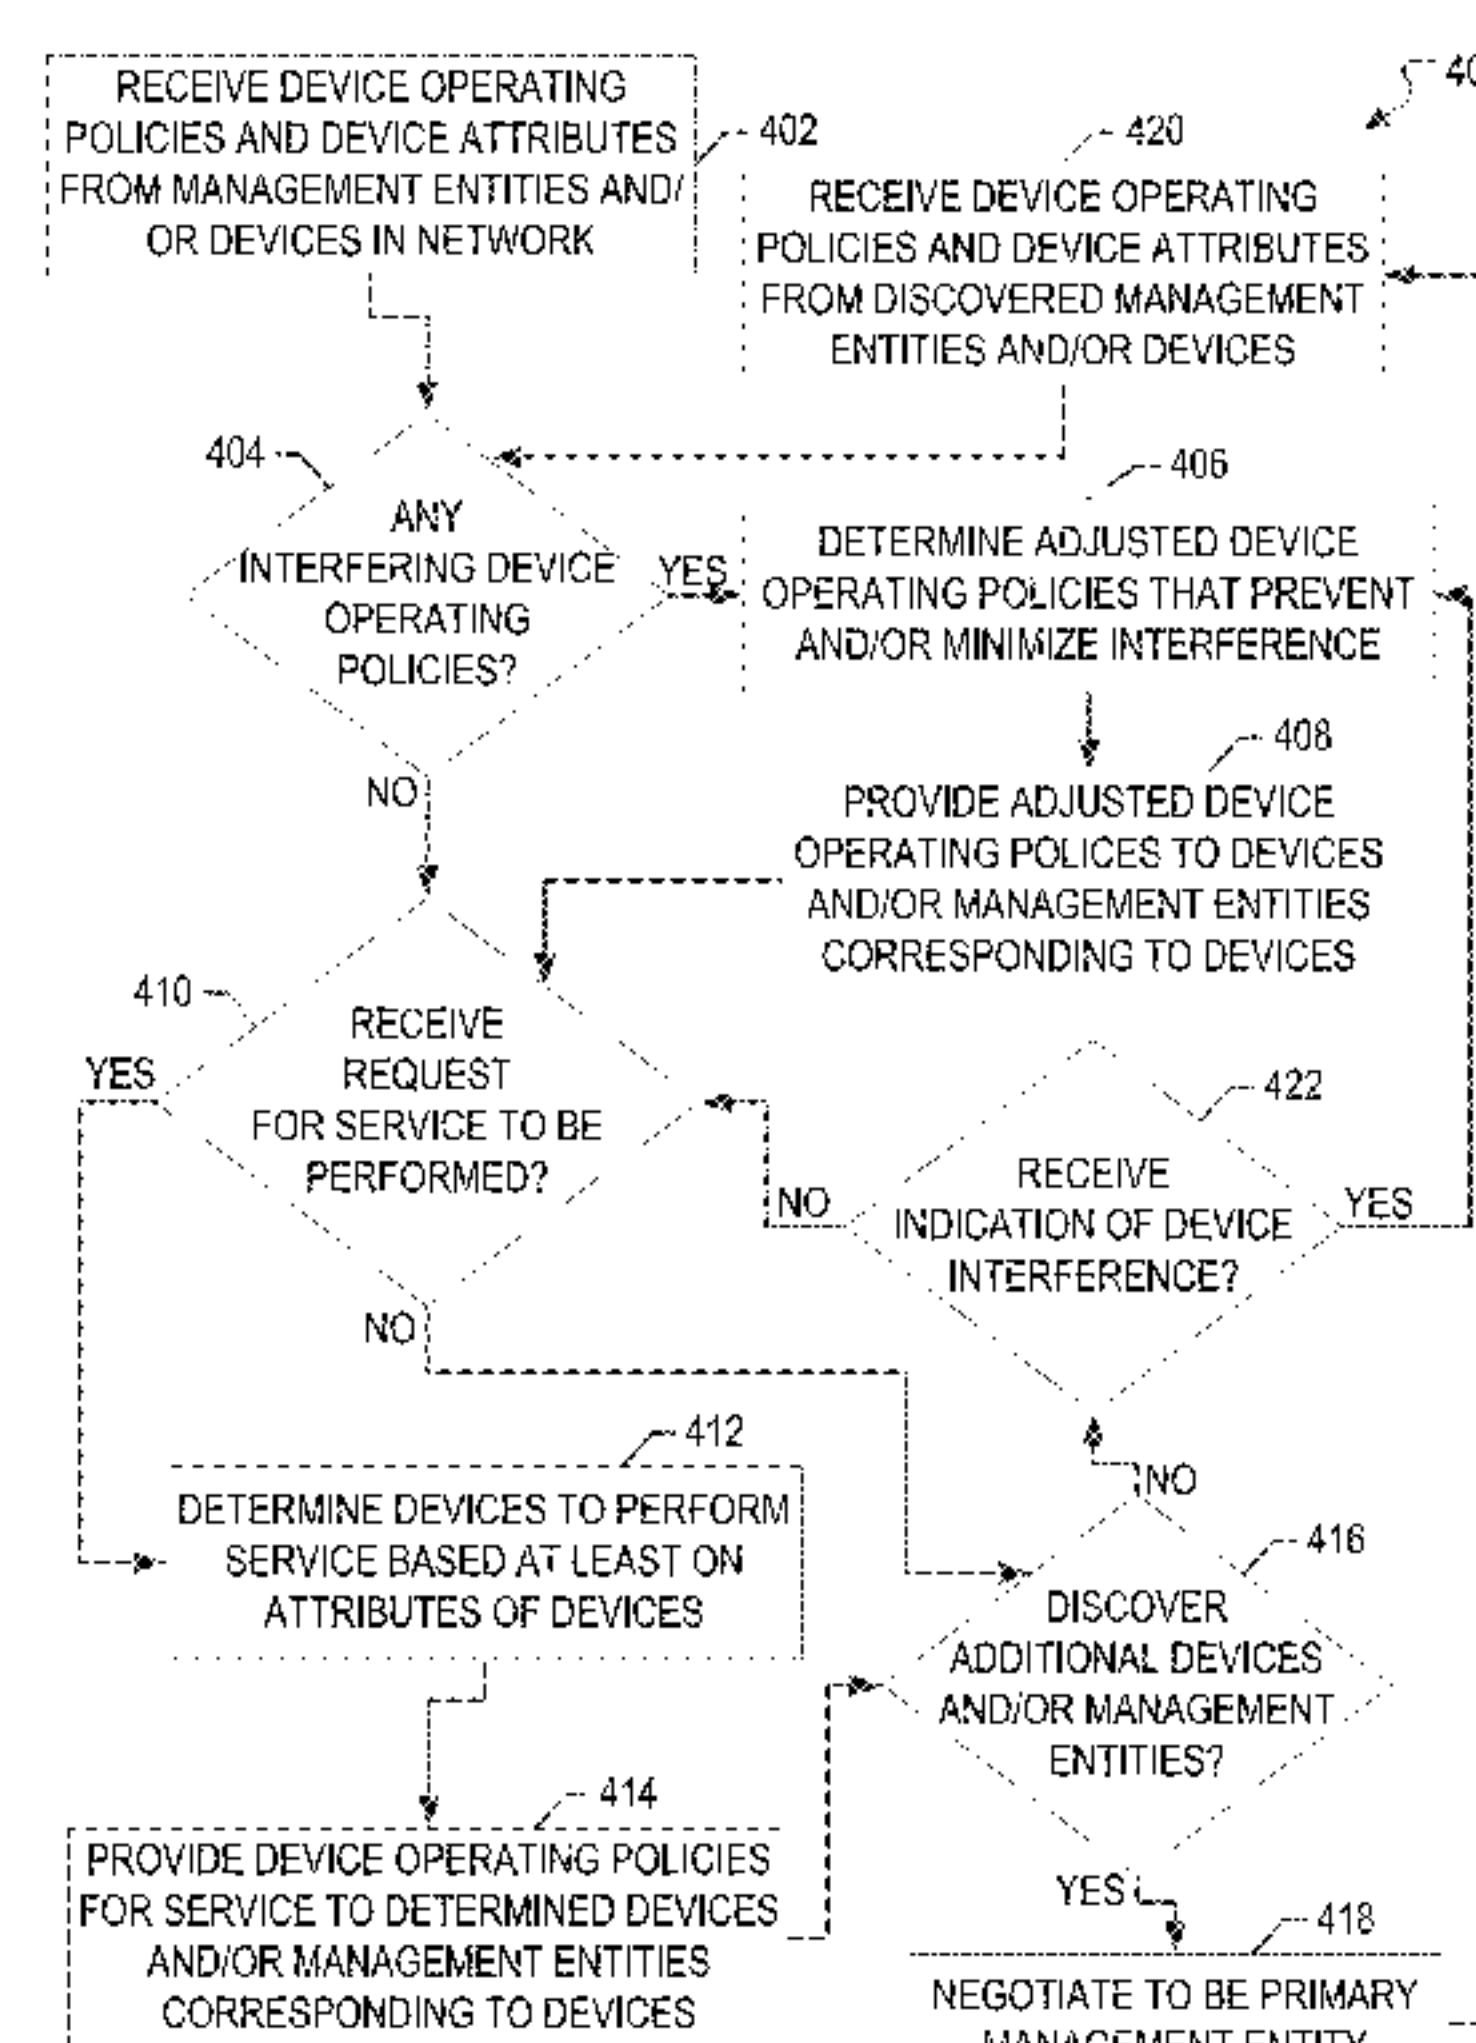 RECEIVE DEVICE OPERATING
POLICIES AND DEVICE ATTRIBUTES
FROM MANAGEMENT ENTITIES AND/
OR DEVICES IN NETWORK
402
420
RECEIVE DEVICE OPERATING
POLICIES AND DEVICE ATTRIBUTES
FROM DISCOVERED MANAGEMENT
ENTITIES AND/OR DEVICES
404
ANY
INTERFERING DEVICE
OPERATING
POLICIES?
YES
NO
406
DETERMINE ADJUSTED DEVICE
OPERATING POLICIES THAT PREVENT
AND/OR MINIMIZE INTERFERENCE
408
PROVIDE ADJUSTED DEVICE
OPERATING POLICES TO DEVICES
AND/OR MANAGEMENT ENTITIES
CORRESPONDING TO DEVICES
410
RECEIVE
REQUEST
FOR SERVICE TO BE
PERFORMED?
YES
NO
422
RECEIVE
INDICATION OF DEVICE
INTERFERENCE?
NO
YES
412
DETERMINE DEVICES TO PERFORM
SERVICE BASED AT LEAST ON
ATTRIBUTES OF DEVICES
NO
416
DISCOVER
ADDITIONAL DEVICES
AND/OR MANAGEMENT
ENTITIES?
YES
414
PROVIDE DEVICE OPERATING POLICIES
FOR SERVICE TO DETERMINED DEVICES
AND/OR MANAGEMENT ENTITIES
CORRESPONDING TO DEVICES
418
NEGOTIATE TO BE PRIMARY
MANAGEMENT ENTITY